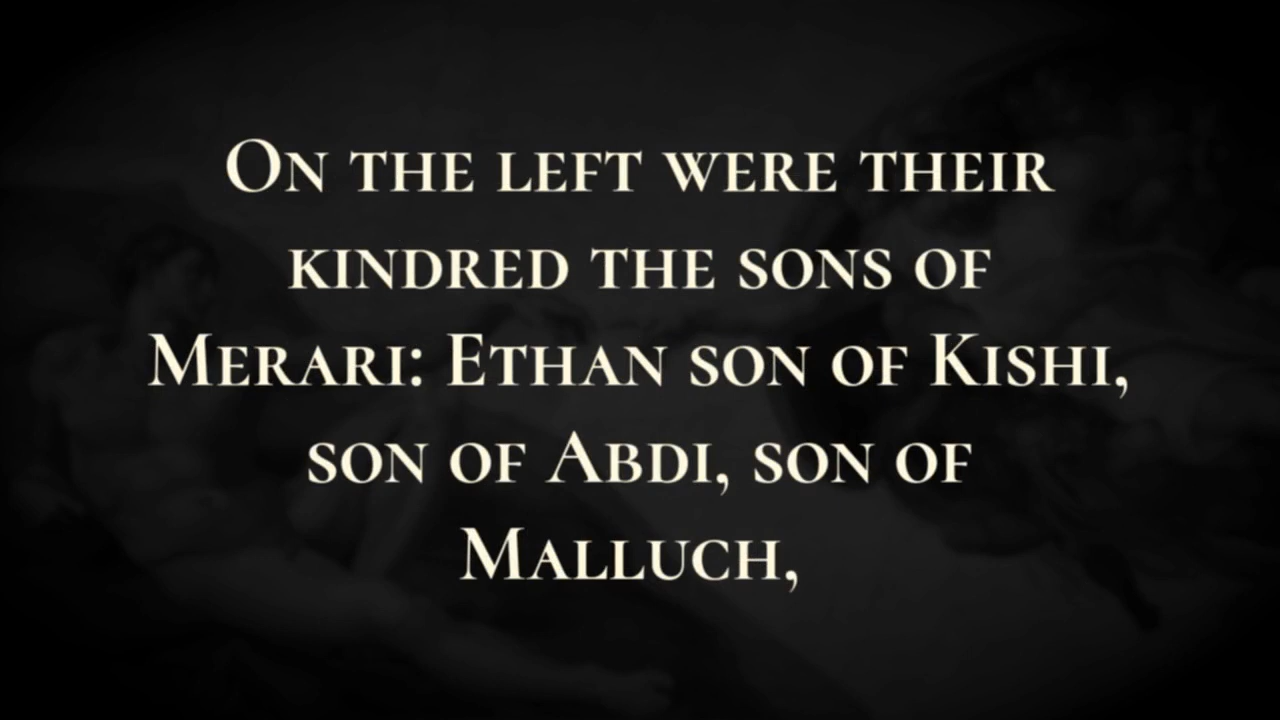 On the left were their
kindred the sons of
Merari: Ethan son of Kishi,
son of Abdi, son of
Malluch,